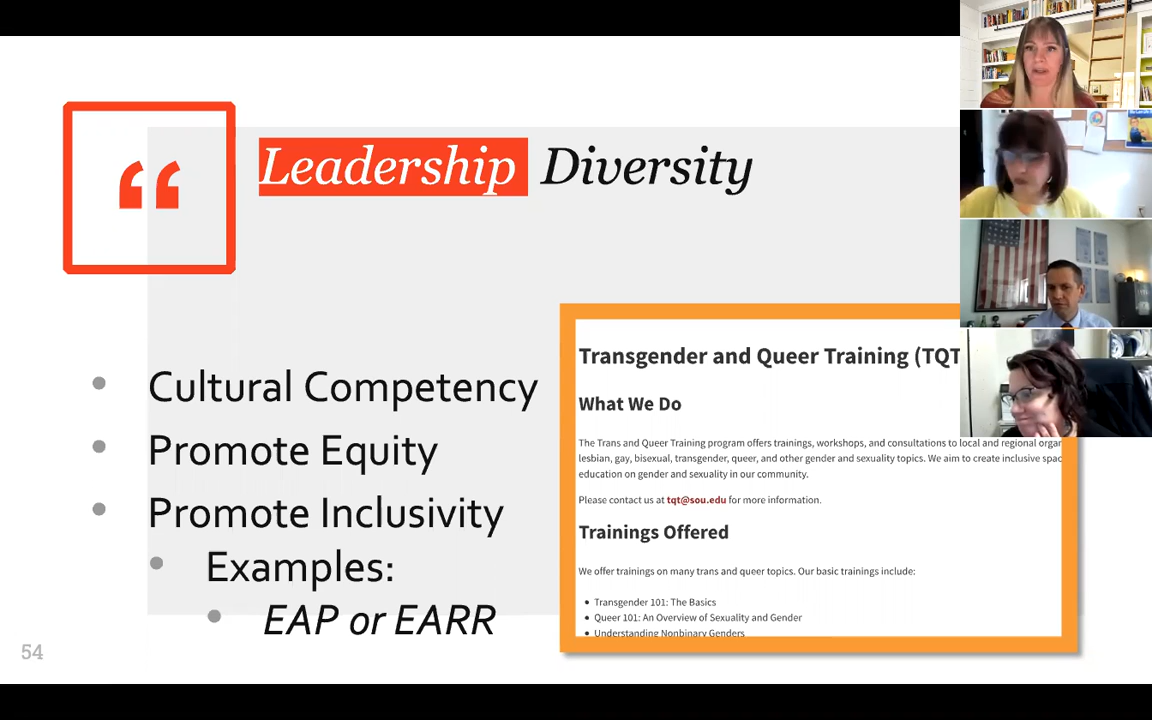 “
Leadership Diversity
• Cultural Competency
• Promote Equity
• Promote Inclusivity
• Examples:
• EAP or EARR
Transgender and Queer Training (TQT
What We Do
The Trans and Queer Training program offers trainings, workshops, and consultations to local and regional
lesbian, gay, bisexual, transgender, queer, and other gender and sexuality topics. We aim to create inclusive
education on gender and sexuality in our community.
Please contact us at tqt@sou.edu for more information.
Trainings Offered
We offer trainings on many trans and queer topics. Our basic trainings include:
• Transgender 101: The Basics
• Queer 101: An Overview of Sexuality and Gender
• Understanding Nonbinary Genders
54